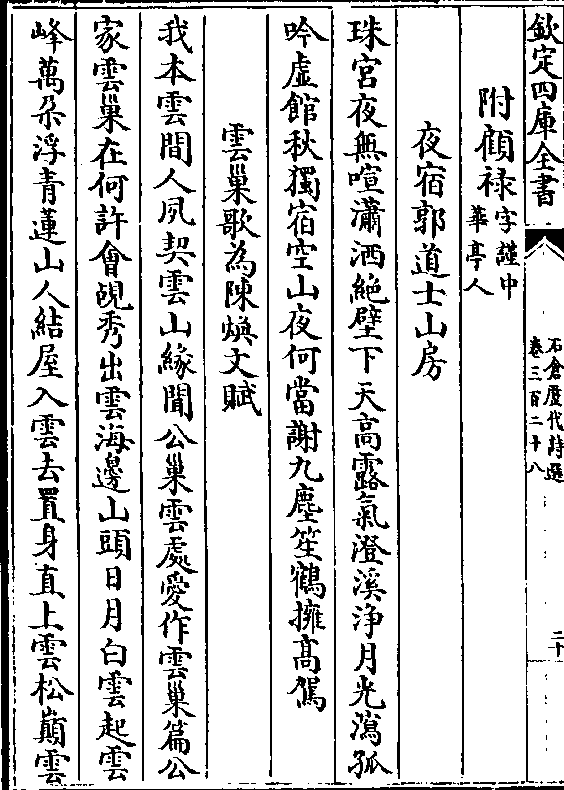 欽定四庫全書
石倉歷代詩選
卷三百二十八
二十
附顧祿字謹中
華亭人
夜宿郭道士山房
珠宮夜無喧瀟洒絶壁下天高露氣澄溪淨月光瀉孤
吟虚館秋獨宿空山夜何當謝九塵笙鶴擁高駕
雲巢歌為陳煥文賦
我本雲間人夙契雲山緣聞公巢雲處愛作雲巢篇公
家雲巢在何許會覗秀出雲海邊山頭日月白雲起雲
峰萬朶浮青蓮山人結屋入雲去置身直上雲松巔雲